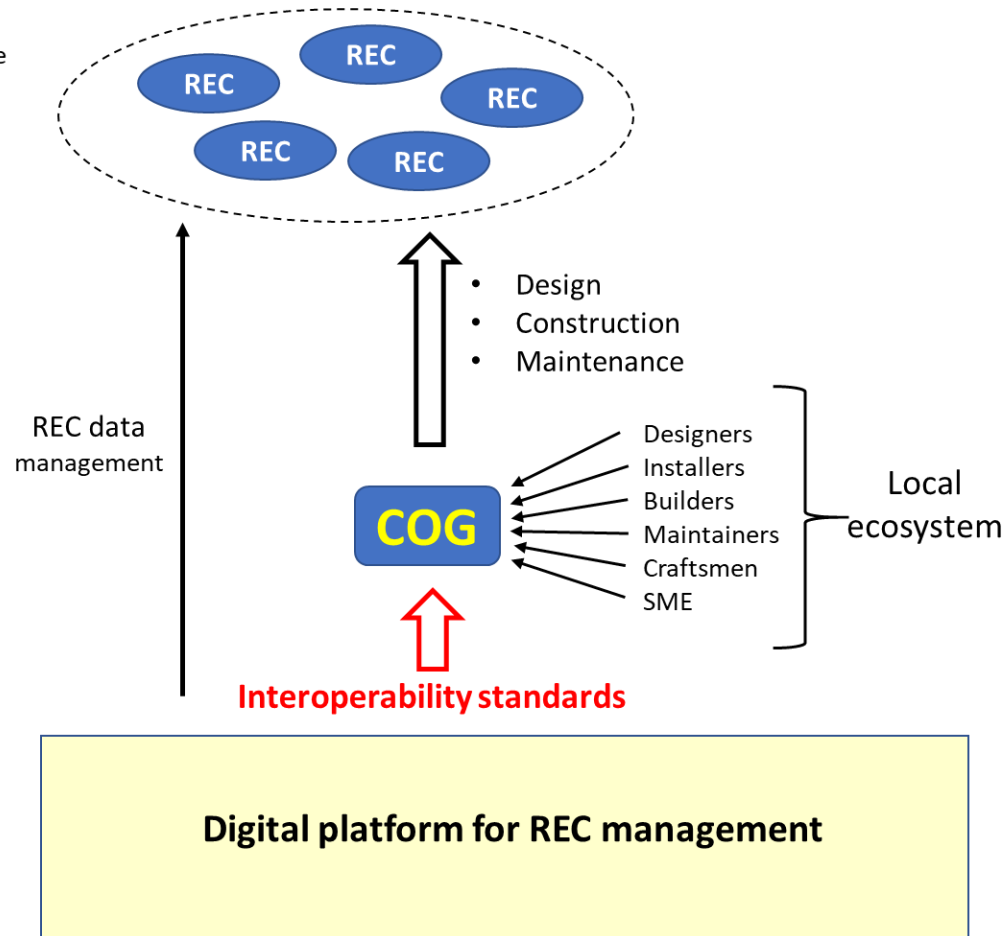 e
REC
REC
REC
REC
REC
• Design
• Construction
• Maintenance
REC data
management
Designers
Installers
Builders
Maintainers
Craftsmen
SME
Local
ecosystem
COG
Interoperability standards
Digital platform for REC management